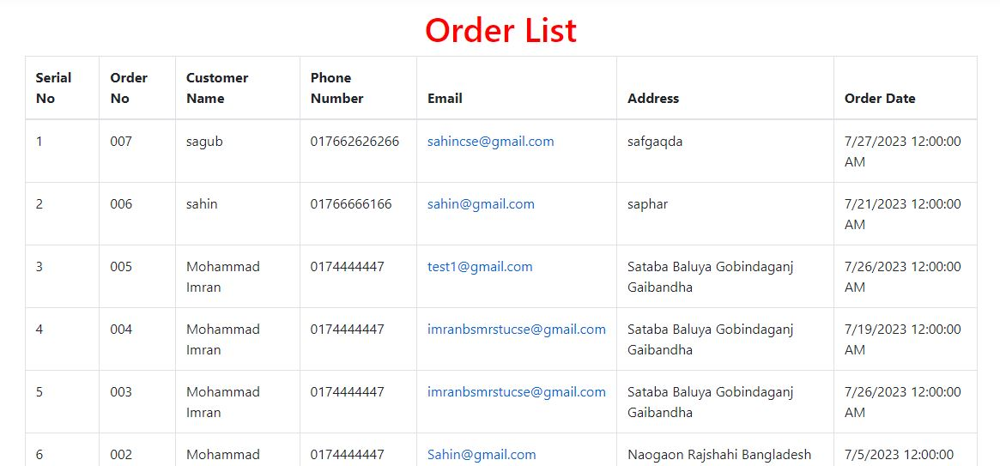 Order List
Serial No Order No Customer Name Phone Number Email Address Order Date
1 007 sagub 017662626266 sahincse@gmail.com safgaqda 7/27/2023 12:00:00 AM
2 006 sahin 01766666166 sahin@gmail.com saphar 7/21/2023 12:00:00 AM
3 005 Mohammad Imran 0174444447 test1@gmail.com Sataba Baluya Gobindaganj Gaibandha 7/26/2023 12:00:00 AM
4 004 Mohammad Imran 0174444447 imranbsmrstucse@gmail.com Sataba Baluya Gobindaganj Gaibandha 7/19/2023 12:00:00 AM
5 003 Mohammad Imran 0174444447 imranbsmrstucse@gmail.com Sataba Baluya Gobindaganj Gaibandha 7/26/2023 12:00:00 AM
6 002 Mohammad 0174444447 Sahin@gmail.com Naogaon Rajshahi Bangladesh 7/5/2023 12:00:00